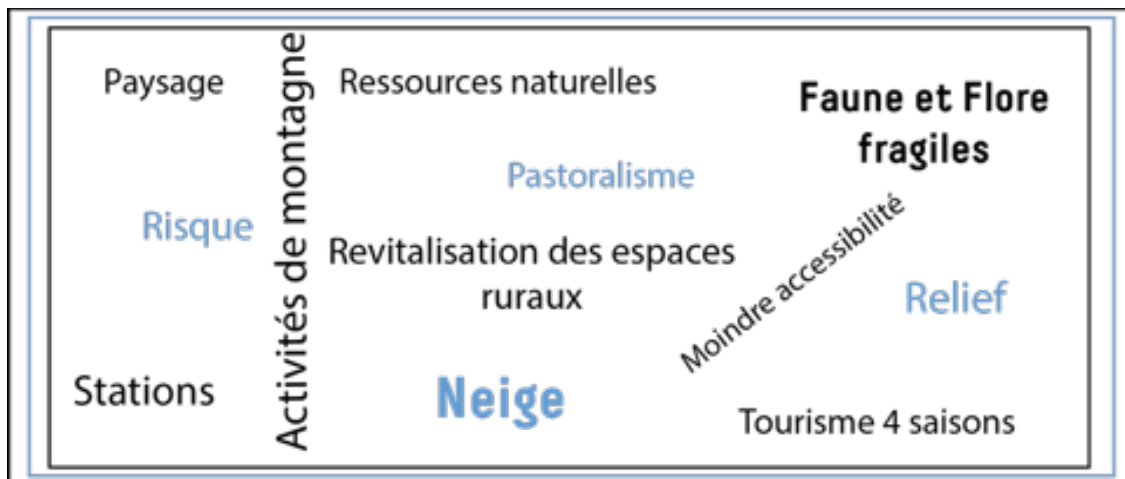 Paysage
Activités de montagne
Ressources naturelles
Faune et Flore
fragiles
Pastoralisme
Risque
Revitalisation des espaces
ruraux
Moindre accessibilité
Relief
Stations
Neige
Tourisme 4 saisons